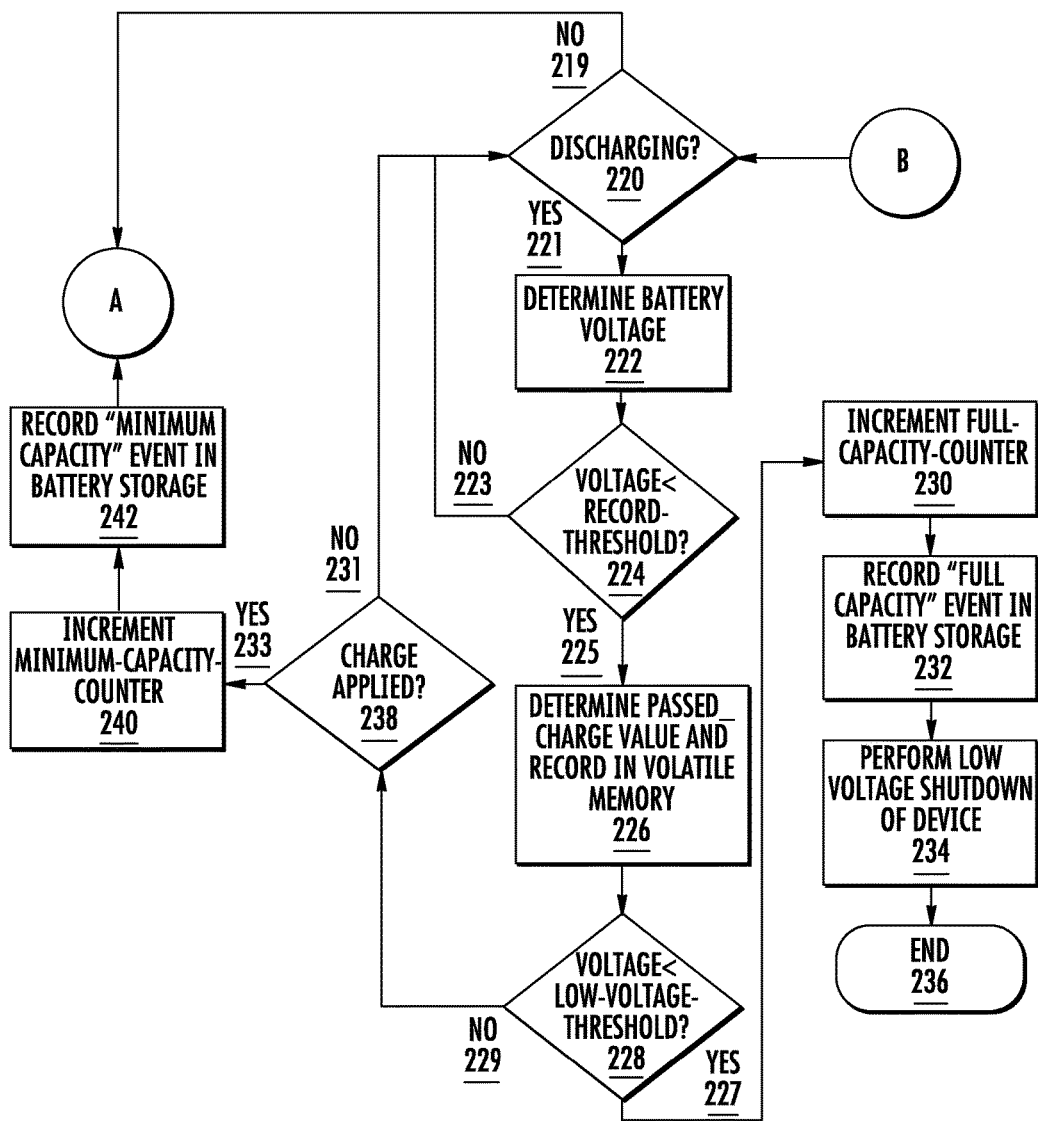 NO
219
DISCHARGING?
220
B
YES
221
A
DETERMINE BATTERY
VOLTAGE
222
RECORD “MINIMUM
CAPACITY” EVENT IN
BATTERY STORAGE
242
NO
223
VOLTAGE<
RECORD-
THRESHOLD?
224
INCREMENT FULL-
CAPACITY-COUNTER
230
NO
231
RECORD “FULL
CAPACITY” EVENT IN
BATTERY STORAGE
232
YES
233
INCREMENT
MINIMUM-CAPACITY-
COUNTER
240
CHARGE
APPLIED?
238
YES
225
DETERMINE PASSED_
CHARGE VALUE AND
RECORD IN VOLATILE
MEMORY
226
PERFORM LOW
VOLTAGE SHUTDOWN
OF DEVICE
234
NO
229
VOLTAGE<
LOW-VOLTAGE-
THRESHOLD?
228
YES
227
END
236